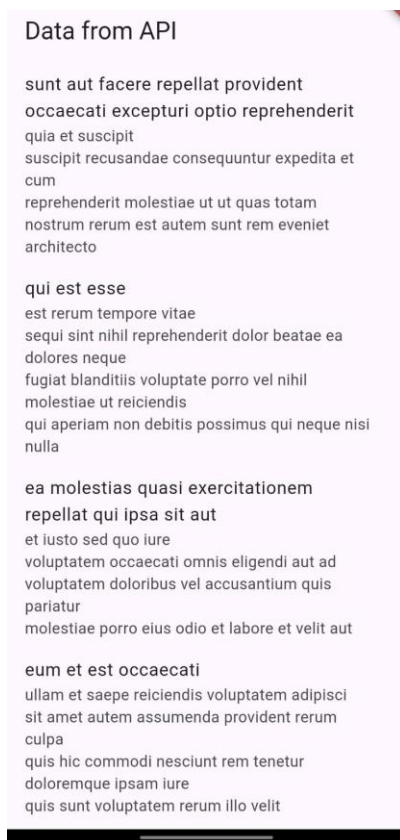 Data from API
sunt aut facere repellat provident
occaecati excepturi optio reprehenderit
quia et suscipit
suscipit recusandae consequuntur expedita et
cum
reprehenderit molestiae ut ut quas totam
nostrum rerum est autem sunt rem eveniet
architecto
qui est esse
est rerum tempore vitae
sequi sint nihil reprehenderit dolor beatae ea
dolores neque
fugiat blanditiis voluptate porro vel nihil
molestiae ut reiciendis
qui aperiam non debitis possimus qui neque nisi
nulla
ea molestias quasi exercitationem
repellat qui ipsa sit aut
et iusto sed quo iure
voluptatem occaecati omnis eligendi aut ad
voluptatem doloribus vel accusantium quis
pariatur
molestiae porro eius odio et labore et velit aut
eum et est occaecati
ullam et saepe reiciendis voluptatem adipisci
sit amet autem assumenda provident rerum
culpa
quis hic commodi nesciunt rem tenetur
doloremque ipsam iure
quis sunt voluptatem rerum illo velit